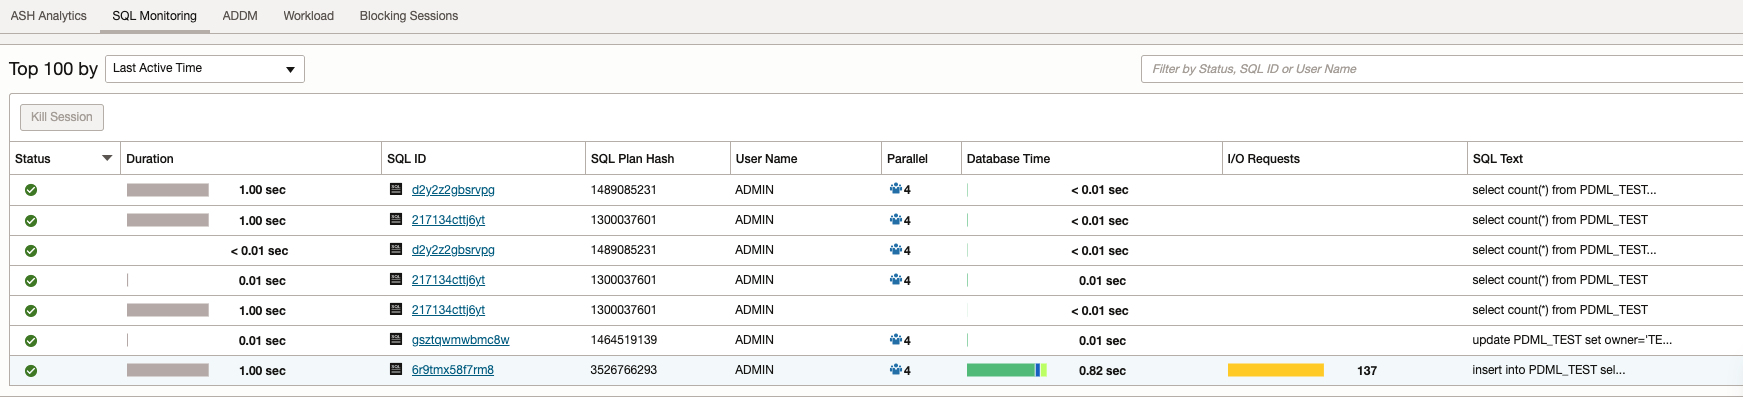 ASH Analytics SQL Monitoring ADDM Workload Blocking Sessions
Top 100 by Last Active Time Filter by Status, SQL ID or User Name
Kill Session
Status Duration SQL ID SQL Plan Hash User Name Parallel Database Time I/O Requests SQL Text
1.00 sec d2y2z2gbsrvpg 1489085231 ADMIN 4 < 0.01 sec select count(*) from PDML_TEST...
1.00 sec 217134cttj6yt 1300037601 ADMIN 4 < 0.01 sec select count(*) from PDML_TEST
< 0.01 sec d2y2z2gbsrvpg 1489085231 ADMIN 4 < 0.01 sec select count(*) from PDML_TEST...
0.01 sec 217134cttj6yt 1300037601 ADMIN 4 0.01 sec select count(*) from PDML_TEST
1.00 sec 217134cttj6yt 1300037601 ADMIN < 0.01 sec select count(*) from PDML_TEST
0.01 sec gsztqwmwbmc8w 1464519139 ADMIN 4 0.01 sec update PDML_TEST set owner='TE...
1.00 sec 6r9tmx58f7rm8 3526766293 ADMIN 4 0.82 sec 137 insert into PDML_TEST sel...